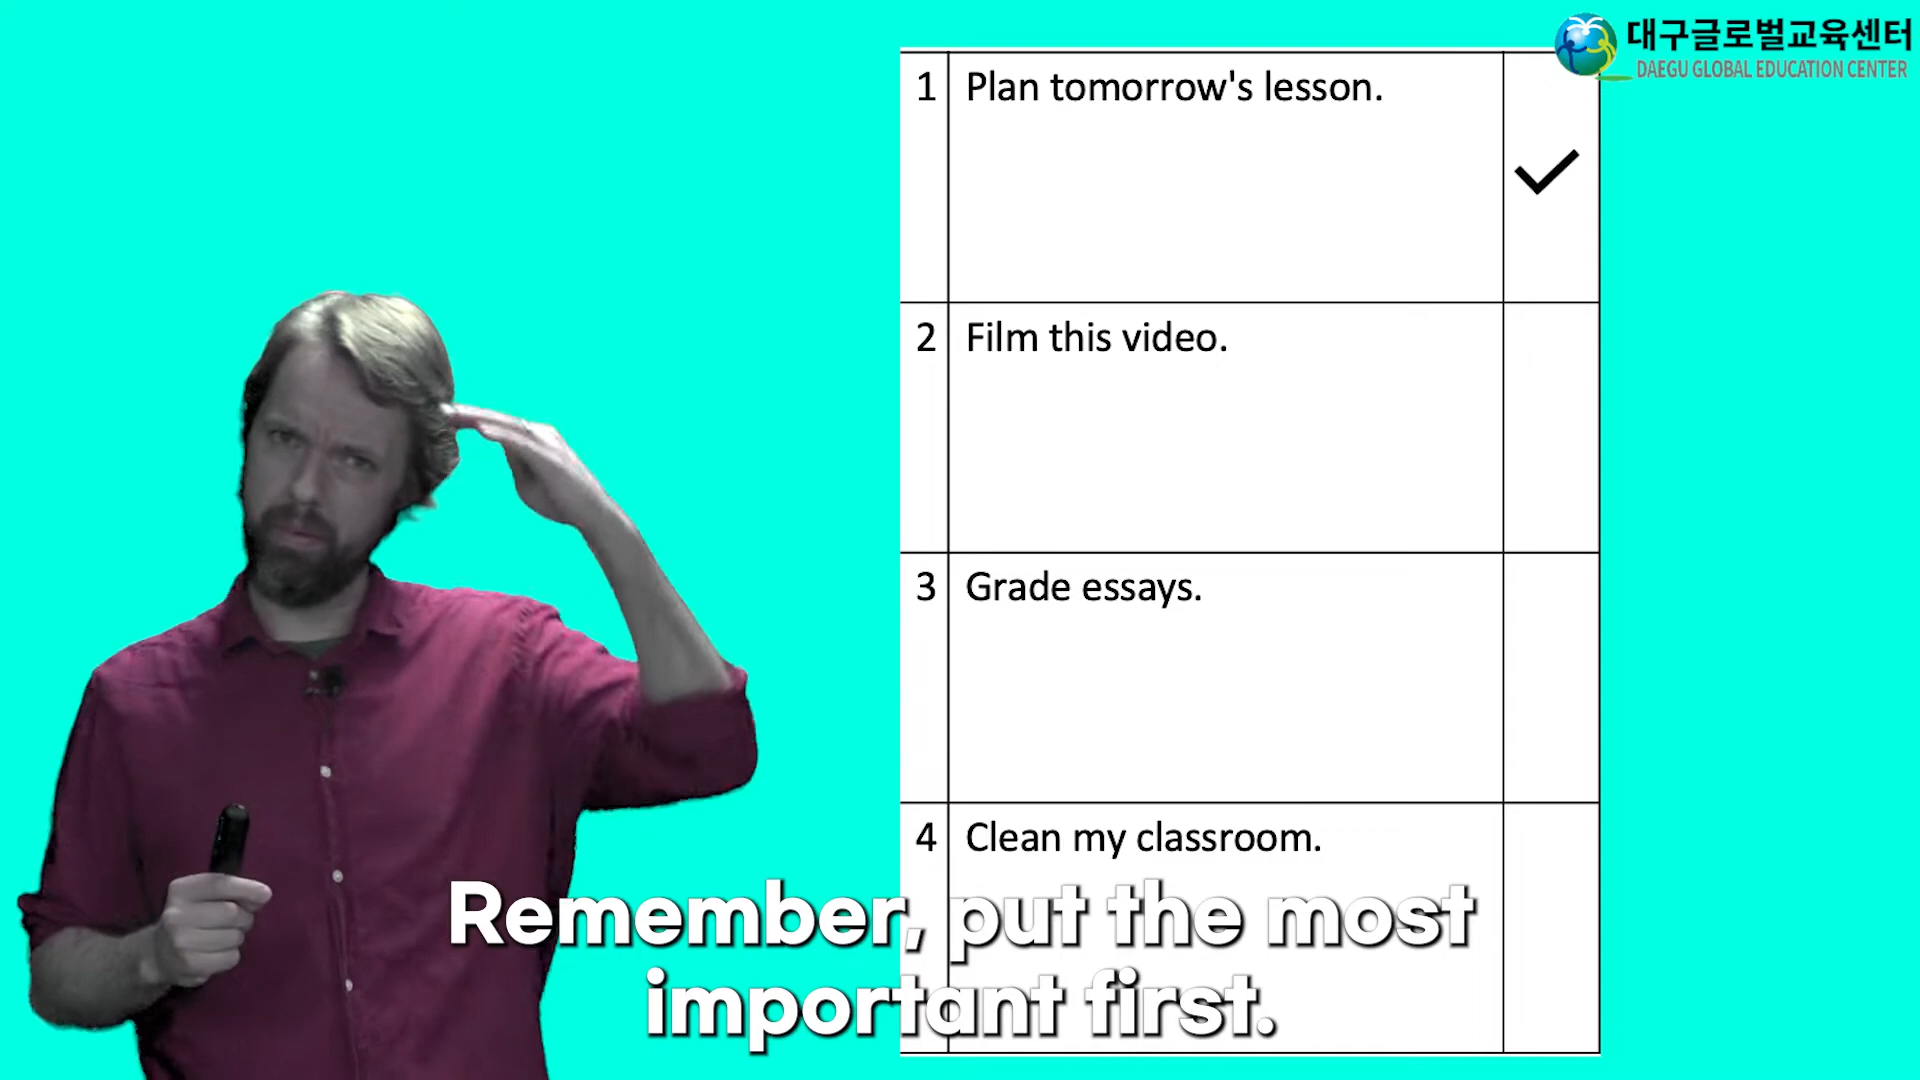 대구글로벌교육센터
DAEGU GLOBAL EDUCATION CENTER
1 Plan tomorrow's lesson.
2 Film this video.
3 Grade essays.
4 Clean my classroom.
Remember, put the most
important first.